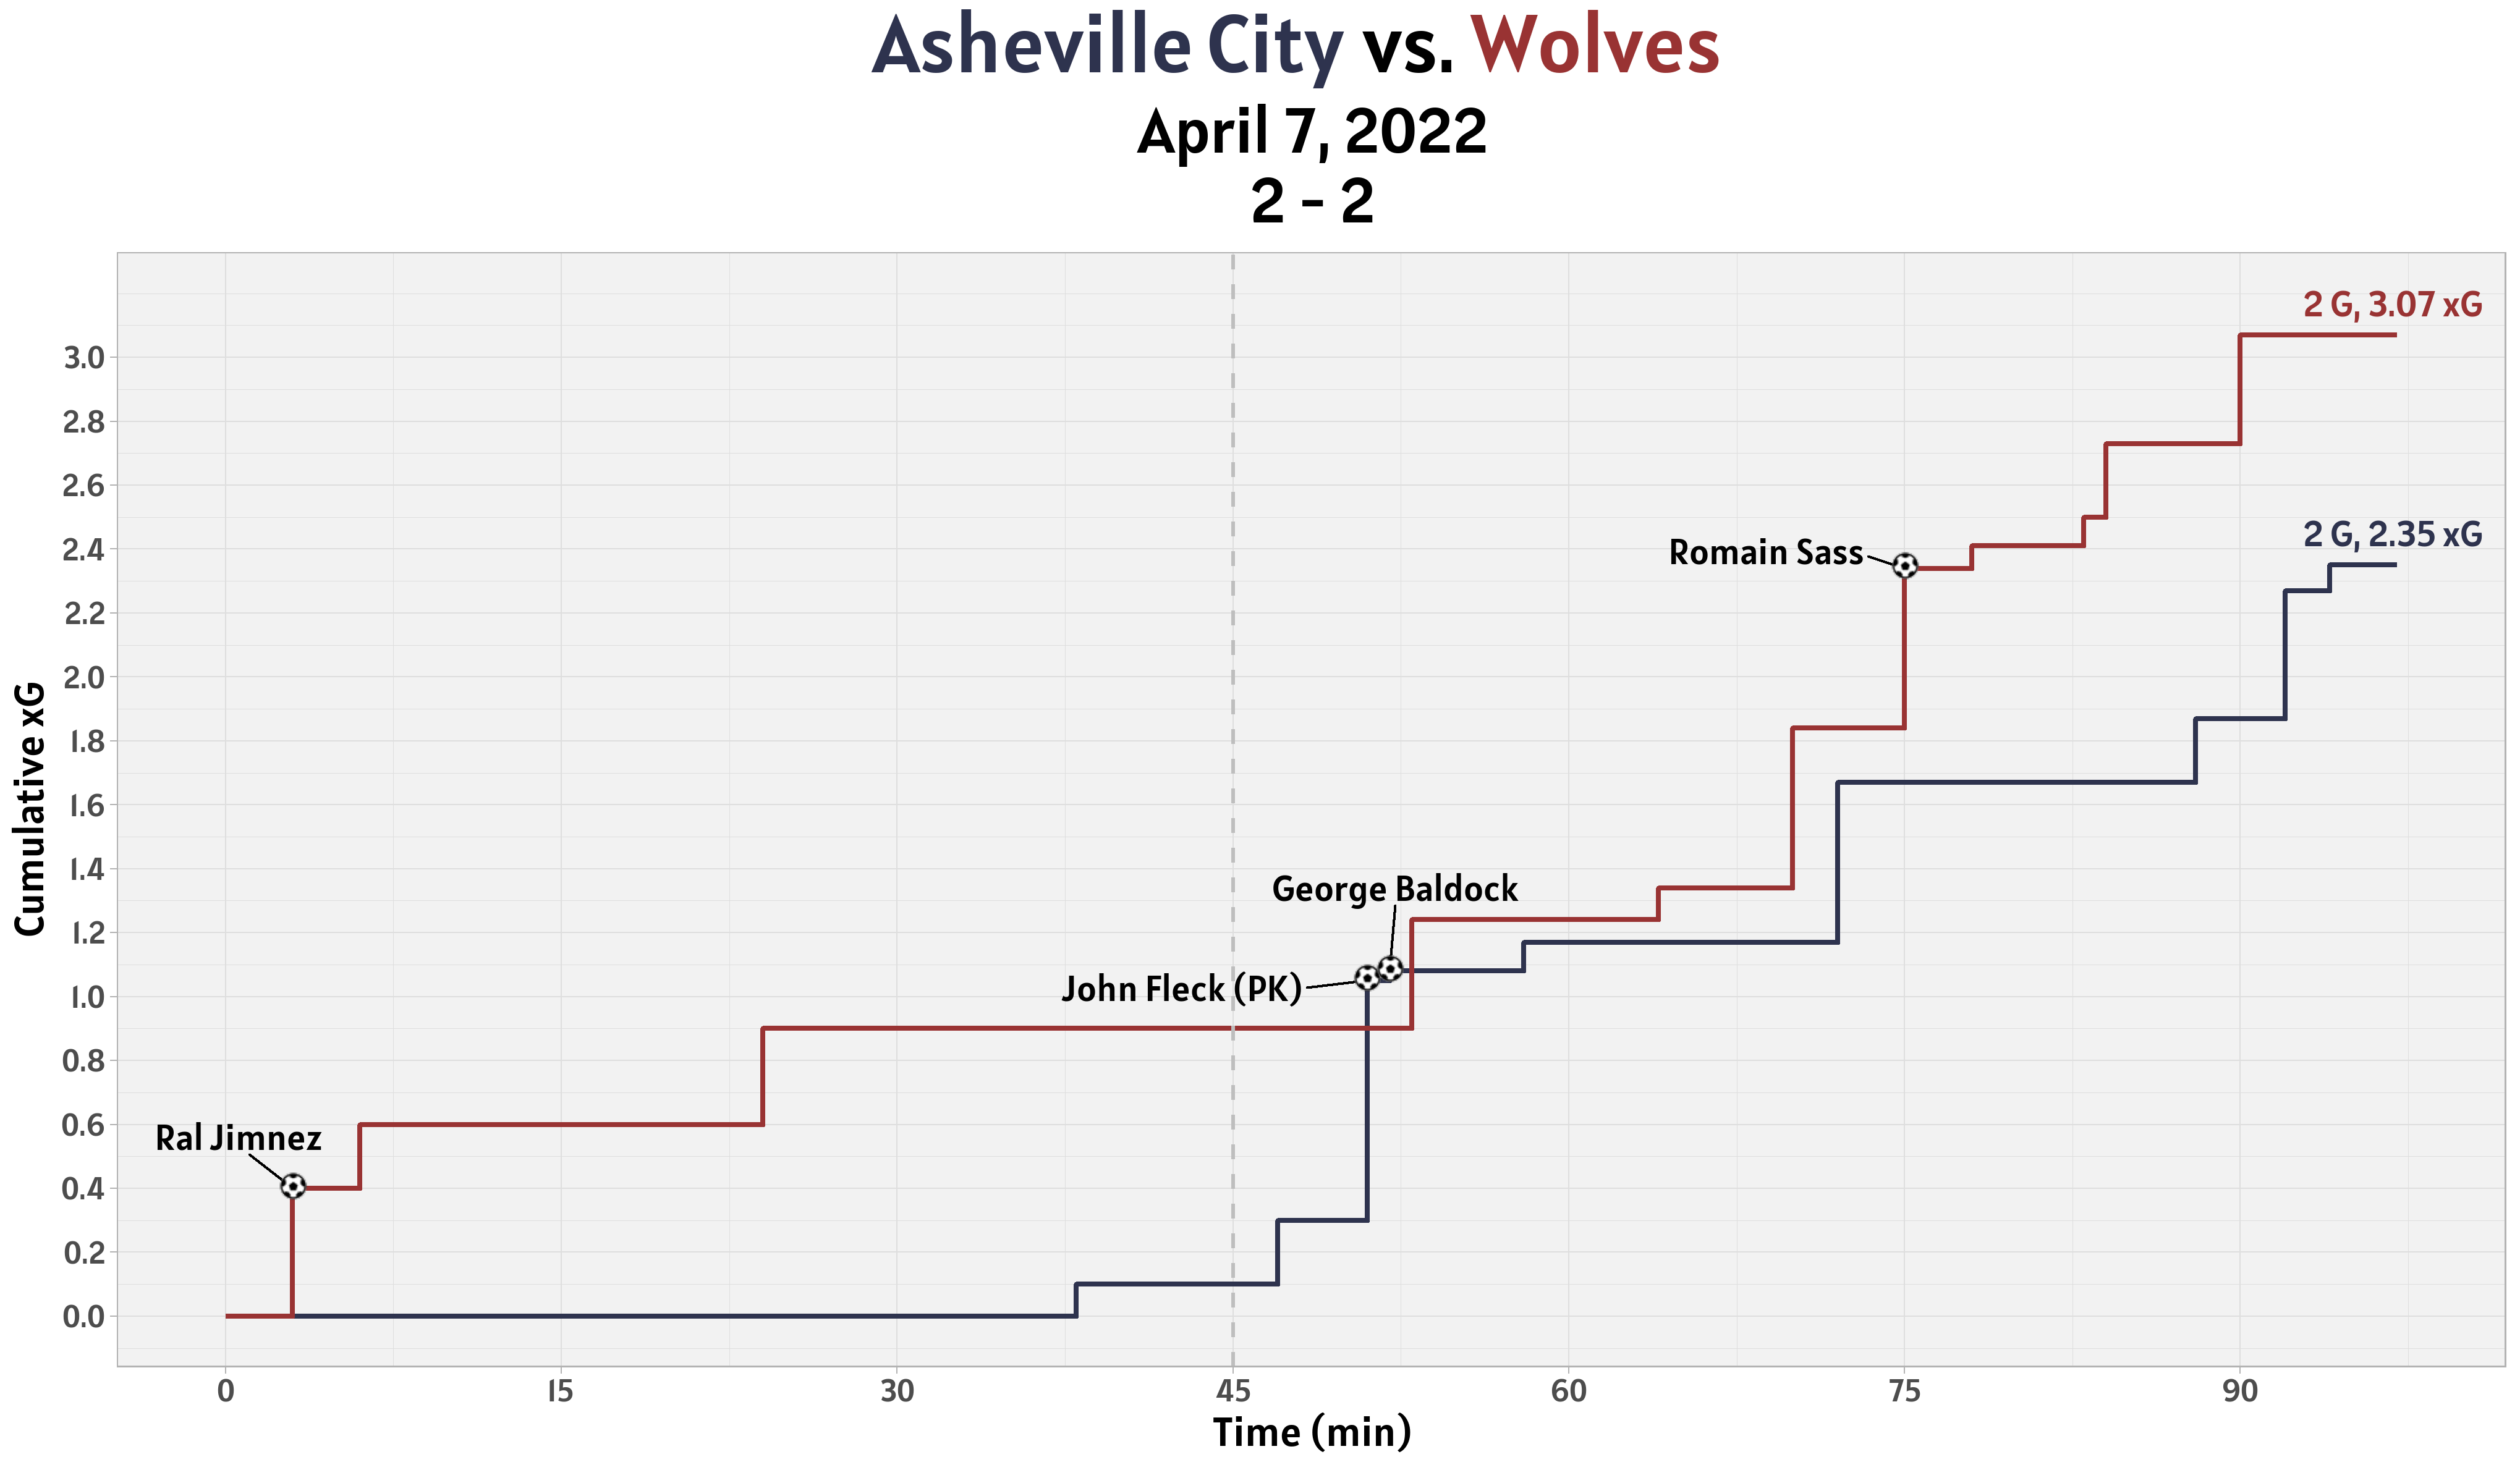 Asheville City vs. Wolves
April 7, 2022
2 - 2
Cumulative xG
3.0
2.8
2.6
2.4
2.2
2.0
1.8
1.6
1.4
1.2
1.0
0.8
0.6
0.4
0.2
0.0
2 G, 3.07 xG
2 G, 2.35 xG
Romain Sass
George Baldock
John Fleck (PK)
Ral Jimnez
0 15 30 45 60 75 90
Time (min)